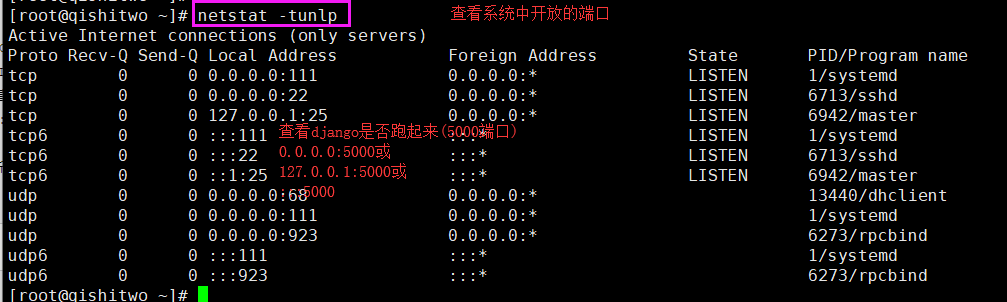 [root@qishitwo ~]#
[root@qishitwo ~]# netstat -tunlp 查看系统中开放的端口
Active Internet connections (only servers)
Proto Recv-Q Send-Q Local Address Foreign Address State PID/Program name
tcp 0 0 0.0.0.0:111 0.0.0.0:* LISTEN 1/systemd
tcp 0 0 0.0.0.0:22 0.0.0.0:* LISTEN 6713/sshd
tcp 0 0 127.0.0.1:25 0.0.0.0:* LISTEN 6942/master
tcp6 0 0 :::111 :::* LISTEN 1/systemd
查看django是否跑起来(5000端口)
tcp6 0 0 :::22 :::* LISTEN 6713/sshd
0.0.0.0:5000或
tcp6 0 0 ::1:25 :::* LISTEN 6942/master
127.0.0.1:5000或
udp 0 0 0.0.0.0:68 0.0.0.0:* 13440/dhclient
:::5000
udp 0 0 0.0.0.0:111 0.0.0.0:* 1/systemd
udp 0 0 0.0.0.0:923 0.0.0.0:* 6273/rpcbind
udp6 0 0 :::111 :::* 1/systemd
udp6 0 0 :::923 :::* 6273/rpcbind
[root@qishitwo ~]#